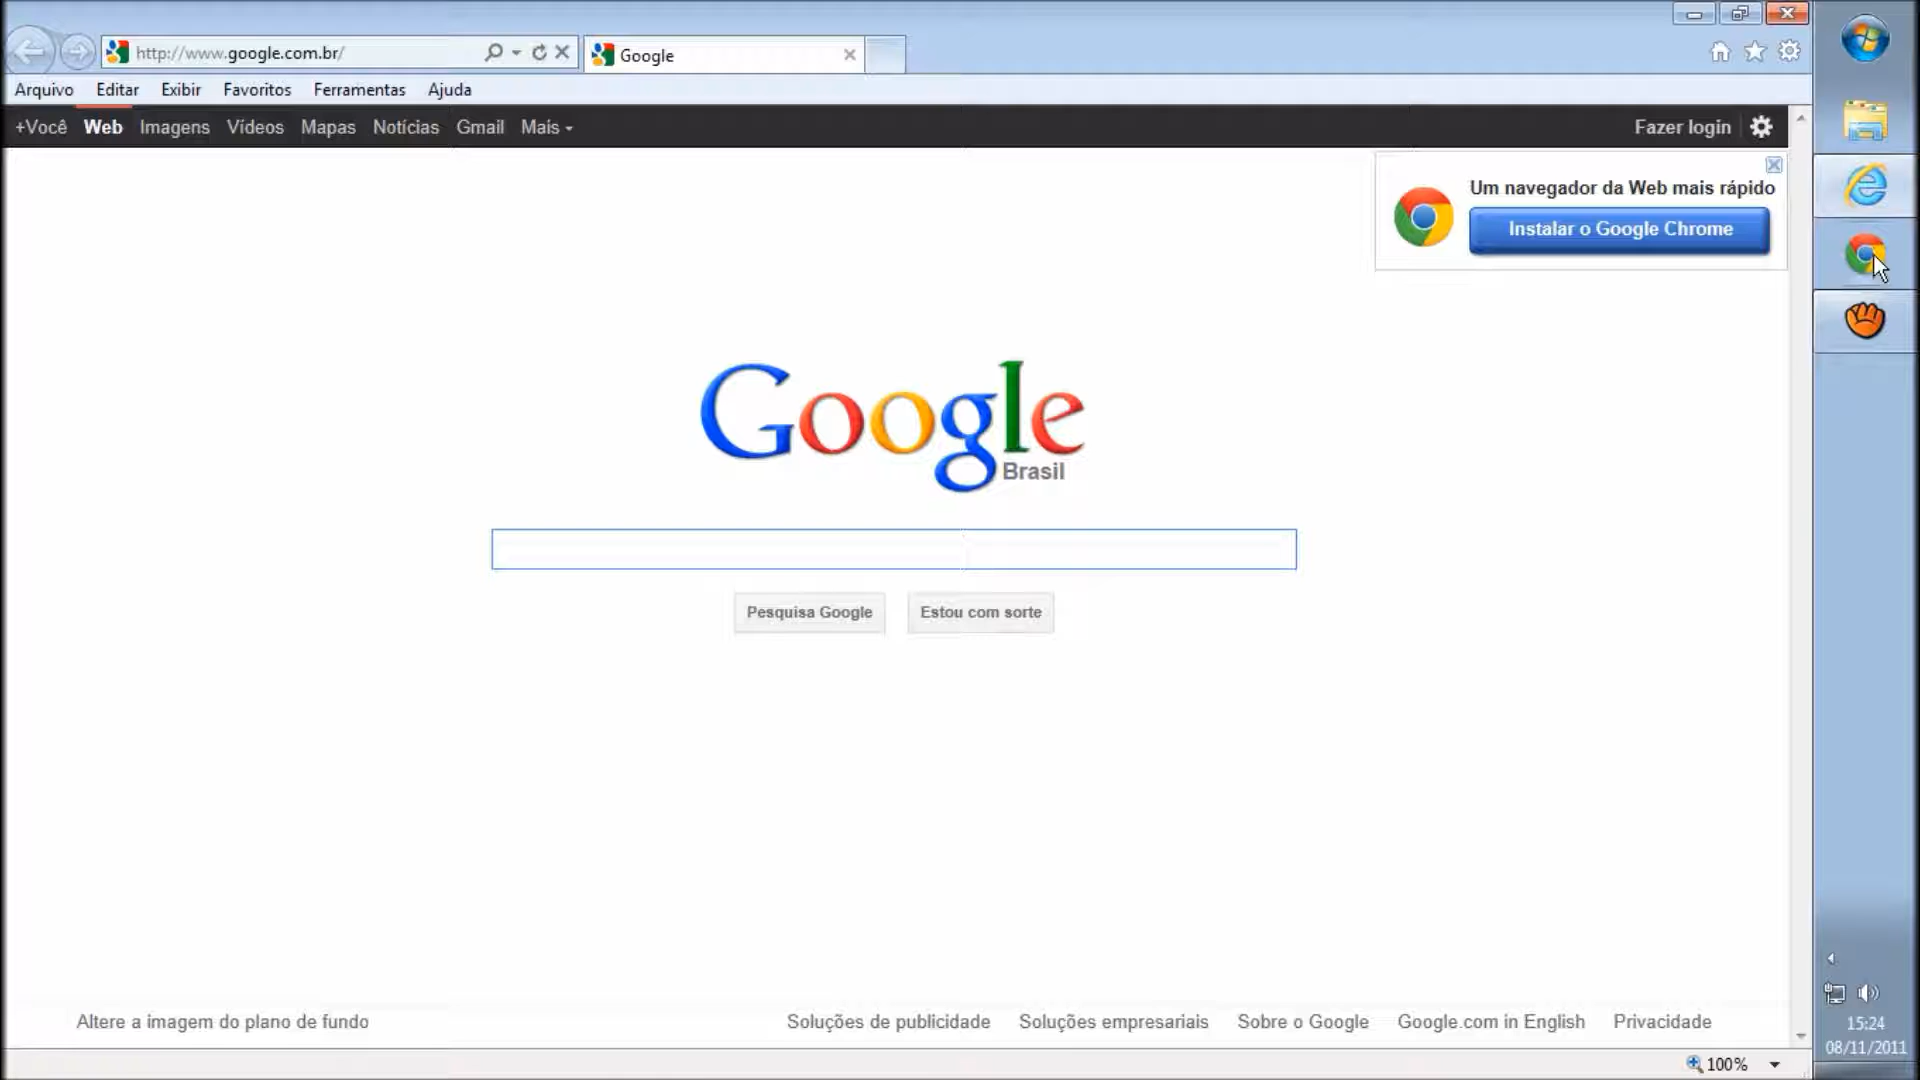 http://www.google.com.br/
Google
Arquivo Editar Exibir Favoritos Ferramentas Ajuda
+Você Web Imagens Vídeos Mapas Notícias Gmail Mais
Fazer login
Um navegador da Web mais rápido
Instalar o Google Chrome
Google
Brasil
Pesquisa Google Estou com sorte
Altere a imagem do plano de fundo Soluções de publicidade Soluções empresariais Sobre o Google Google.com in English Privacidade
15:24
08/11/2011
100%